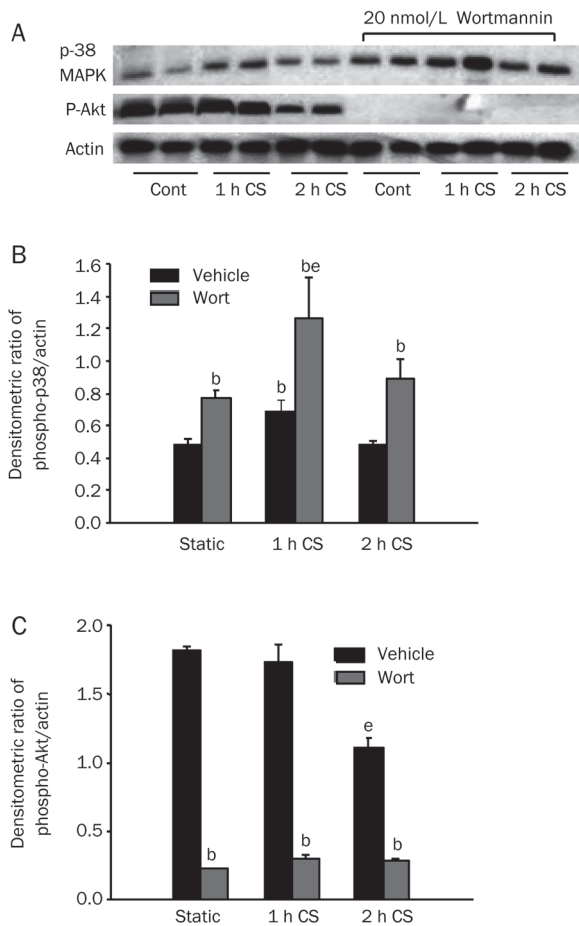 A
20 nmol/L Wortmannin
p-38
MAPK
P-Akt
Actin
Cont 1 h CS 2 h CS Cont 1 h CS 2 h CS
B
Densitometric ratio of
phospho-p38/actin
1.6
1.4
1.2
1.0
0.8
0.6
0.4
0.2
0.0
Vehicle
Wort
b
b
be
b
Static 1 h CS 2 h CS
C
Densitometric ratio of
phospho-Akt/actin
2.0
1.5
1.0
0.5
0.0
Vehicle
Wort
b
b
e
b
Static 1 h CS 2 h CS